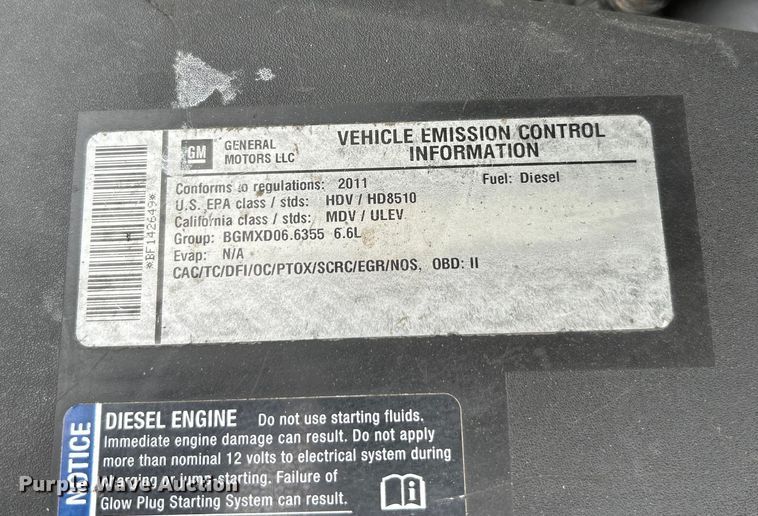 GM
GENERAL MOTORS LLC
VEHICLE EMISSION CONTROL
INFORMATION
Conforms to regulations: 2011
Fuel: Diesel
U.S. EPA class / stds: HDV / HD8510
California class / stds: MDV / ULEV
Group: BGMXD06.6355 6.6L
Evap: N/A
CAC/TC/DFI/OC/PTOX/SCRC/EGR/NOS, OBD: II
*BF142649*
NOTICE
DIESEL ENGINE Do not use starting fluids.
Immediate engine damage can result. Do not apply
more than nominal 12 volts to electrical system during
charging or jump-starting. Failure of
Glow Plug Starting System can result.
Purple Wave Auction